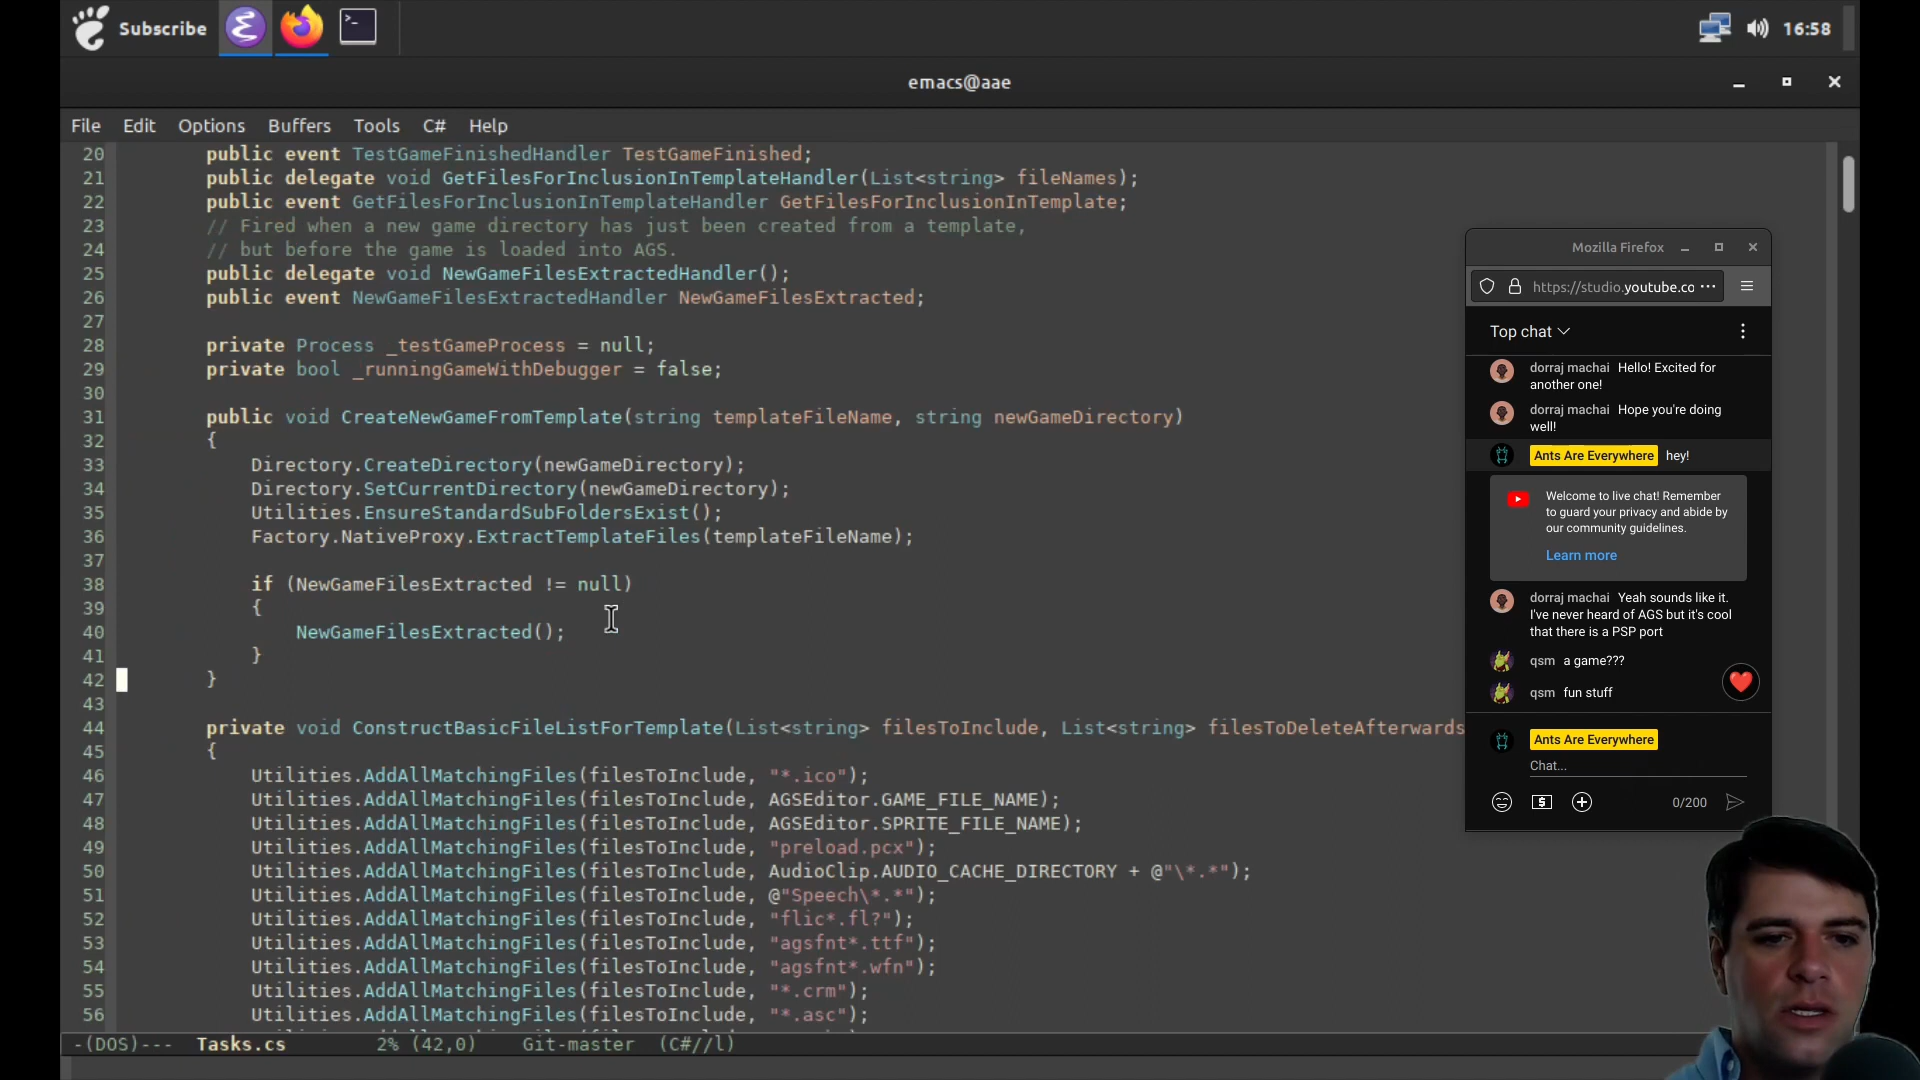 Subscribe
16:58
emacs@aae
File Edit Options Buffers Tools C# Help
20 public event TestGameFinishedHandler TestGameFinished;
21 public delegate void GetFilesForInclusionInTemplateHandler(List<string> fileNames);
22 public event GetFilesForInclusionInTemplateHandler GetFilesForInclusionInTemplate;
23 // Fired when a new game directory has just been created from a template,
24 // but before the game is loaded into AGS.
25 public delegate void NewGameFilesExtractedHandler();
26 public event NewGameFilesExtractedHandler NewGameFilesExtracted;
27
28 private Process _testGameProcess = null;
29 private bool _runningGameWithDebugger = false;
30
31 public void CreateNewGameFromTemplate(string templateFileName, string newGameDirectory)
32 {
33 Directory.CreateDirectory(newGameDirectory);
34 Directory.SetCurrentDirectory(newGameDirectory);
35 Utilities.EnsureStandardSubFoldersExist();
36 Factory.NativeProxy.ExtractTemplateFiles(templateFileName);
37
38 if (NewGameFilesExtracted != null)
39 {
40 NewGameFilesExtracted();
41 }
42 }
43
44 private void ConstructBasicFileListForTemplate(List<string> filesToInclude, List<string> filesToDeleteAfterwards
45 {
46 Utilities.AddAllMatchingFiles(filesToInclude, "*.ico");
47 Utilities.AddAllMatchingFiles(filesToInclude, AGSEditor.GAME_FILE_NAME);
48 Utilities.AddAllMatchingFiles(filesToInclude, AGSEditor.SPRITE_FILE_NAME);
49 Utilities.AddAllMatchingFiles(filesToInclude, "preload.pcx");
50 Utilities.AddAllMatchingFiles(filesToInclude, AudioClip.AUDIO_CACHE_DIRECTORY + @"\*.*");
51 Utilities.AddAllMatchingFiles(filesToInclude, @"Speech\*.*");
52 Utilities.AddAllMatchingFiles(filesToInclude, "flic*.fl?");
53 Utilities.AddAllMatchingFiles(filesToInclude, "agsfnt*.ttf");
54 Utilities.AddAllMatchingFiles(filesToInclude, "agsfnt*.wfn");
55 Utilities.AddAllMatchingFiles(filesToInclude, "*.crm");
56 Utilities.AddAllMatchingFiles(filesToInclude, "*.asc");
-(DOS)--- Tasks.cs 2% (42,0) Git-master (C#//l)
Mozilla Firefox
https://studio.youtube.co ···
Top chat
dorraj machai Hello! Excited for
another one!
dorraj machai Hope you're doing
well!
Ants Are Everywhere hey!
Welcome to live chat! Remember
to guard your privacy and abide by
our community guidelines.
Learn more
dorraj machai Yeah sounds like it.
I've never heard of AGS but it's cool
that there is a PSP port
qsm a game???
qsm fun stuff
Ants Are Everywhere
Chat...
0/200